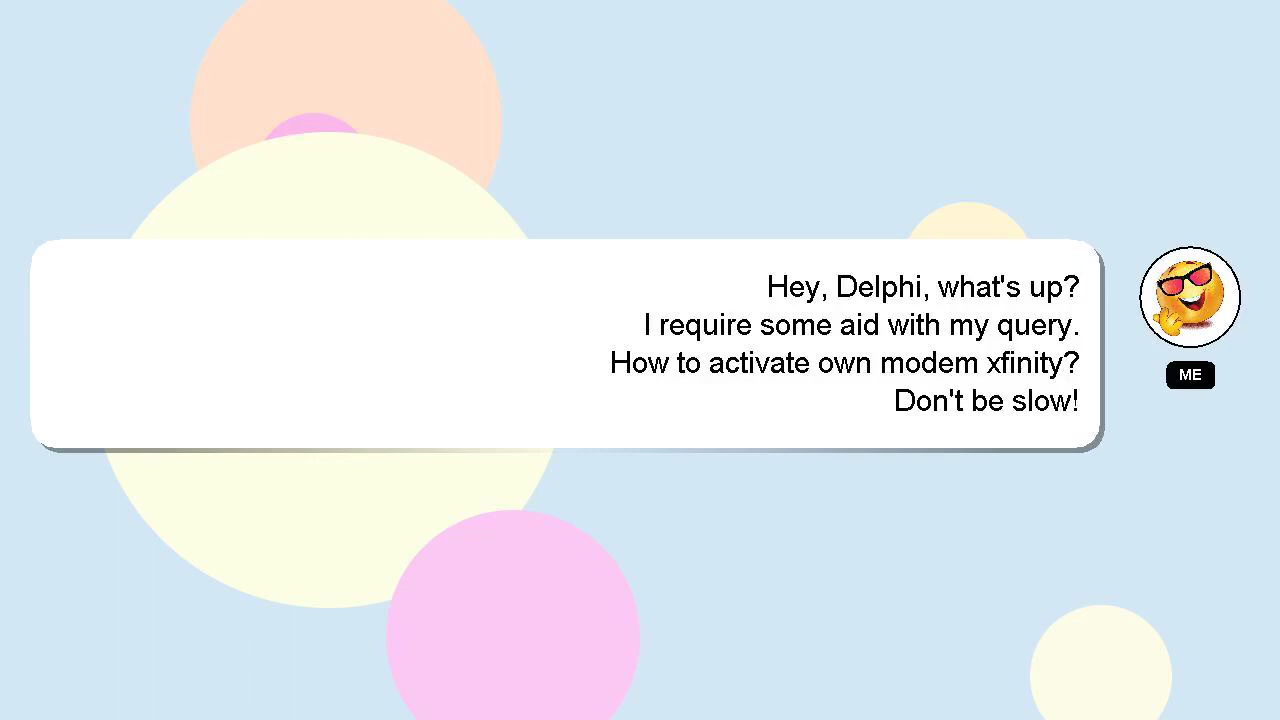 Hey, Delphi, what's up?
I require some aid with my query.
How to activate own modem xfinity?
Don't be slow!
ME